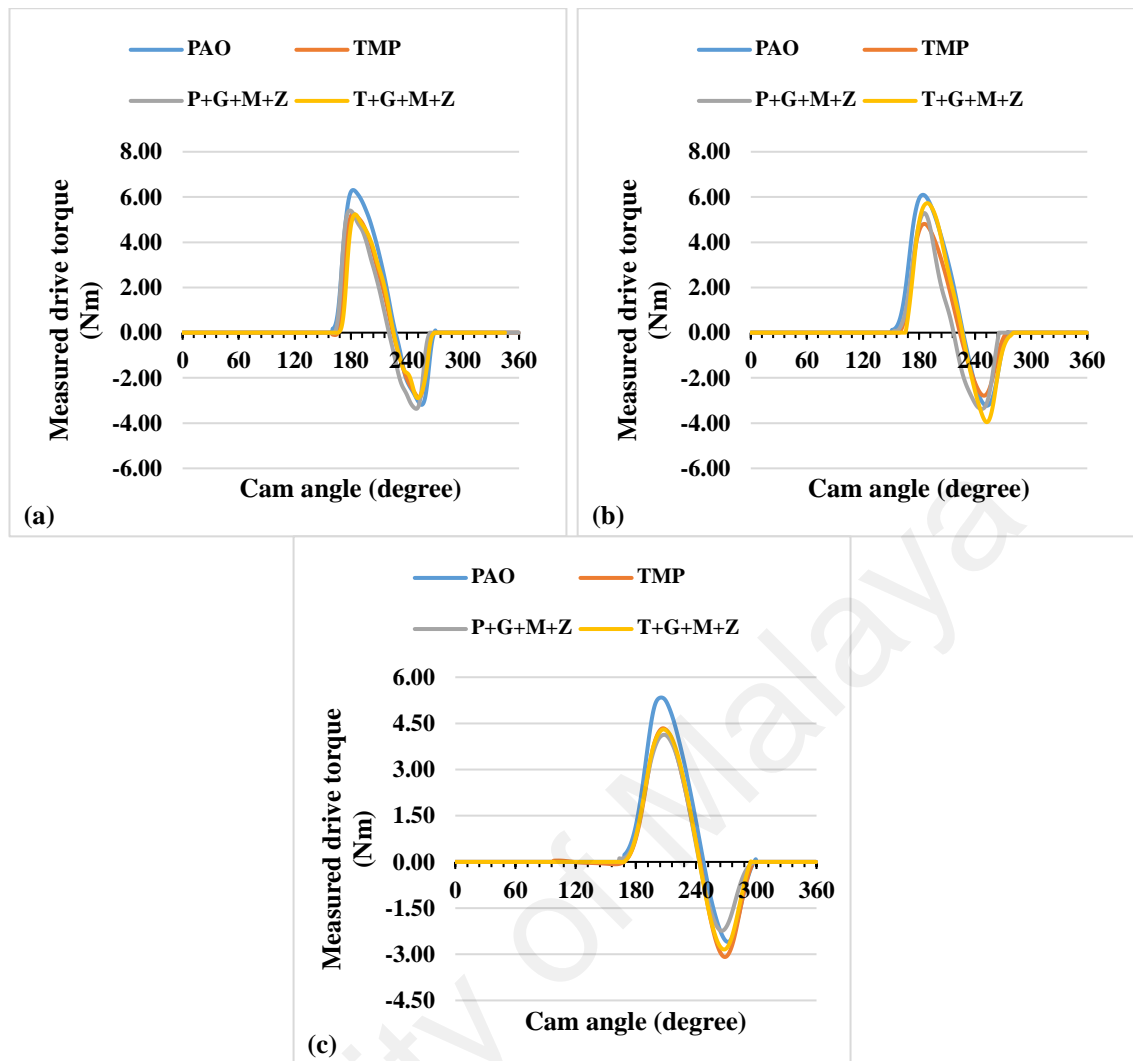 PAO TMP
P+G+M+Z T+G+M+Z
8.00
6.00
4.00
2.00
0.00
-2.00
-4.00
-6.00
0 60 120 180 240 300 360
Measured drive torque
(Nm)
Cam angle (degree)
(a)
PAO TMP
P+G+M+Z T+G+M+Z
8.00
6.00
4.00
2.00
0.00
-2.00
-4.00
-6.00
0 60 120 180 240 300 360
Measured drive torque
(Nm)
Cam angle (degree)
(b)
PAO TMP
P+G+M+Z T+G+M+Z
6.00
4.50
3.00
1.50
0.00
-1.50
-3.00
-4.50
0 60 120 180 240 300 360
Measured drive torque
(Nm)
Cam angle (degree)
(c)
ity of Malaya